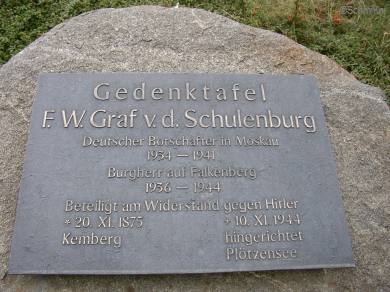 Gedenktafel
F. W. Graf v. d. Schulenburg
Deutscher Botschafter in Moskau
1934 — 1941
Burgherr auf Falkenberg
1936 — 1944
Beteiligt am Widerstand gegen Hitler
* 20. XI. 1875
Kemberg
+ 10. XI. 1944
hingerichtet
Plötzensee